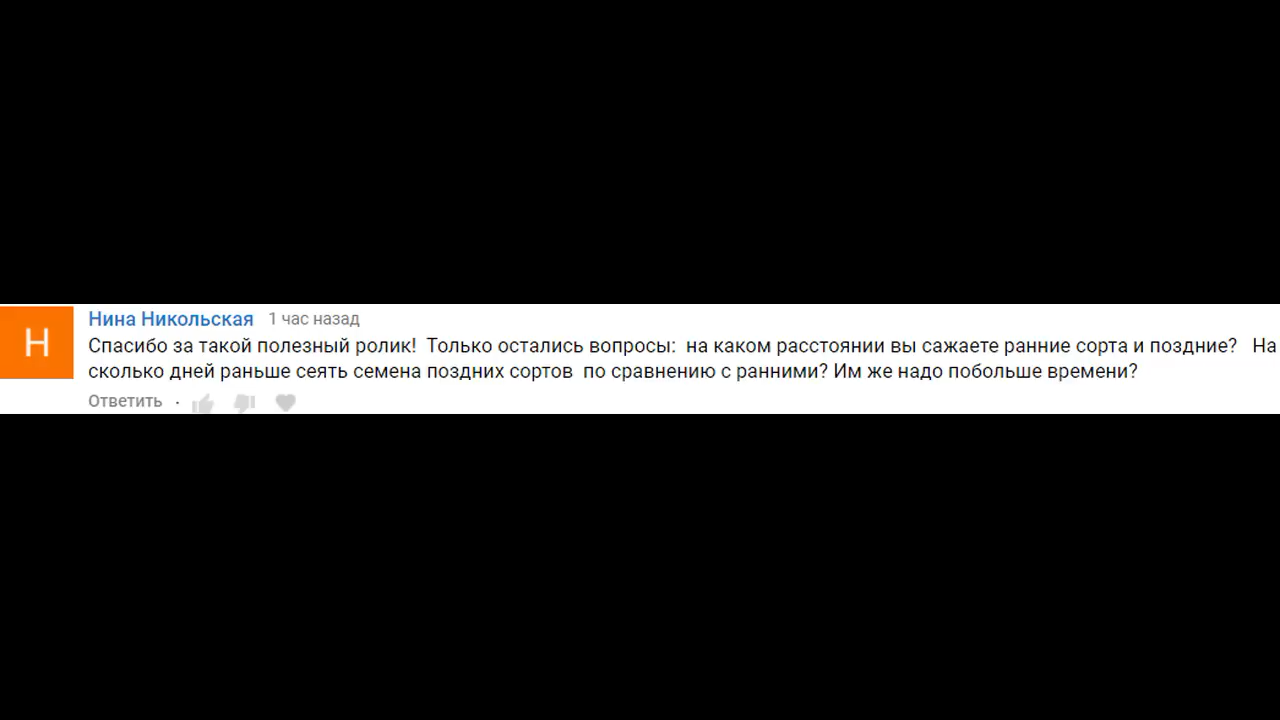 Н
Нина Никольская 1 час назад
Спасибо за такой полезный ролик! Только остались вопросы: на каком расстоянии вы сажаете ранние сорта и поздние? На
сколько дней раньше сеять семена поздних сортов по сравнению с ранними? Им же надо побольше времени?
Ответить ·